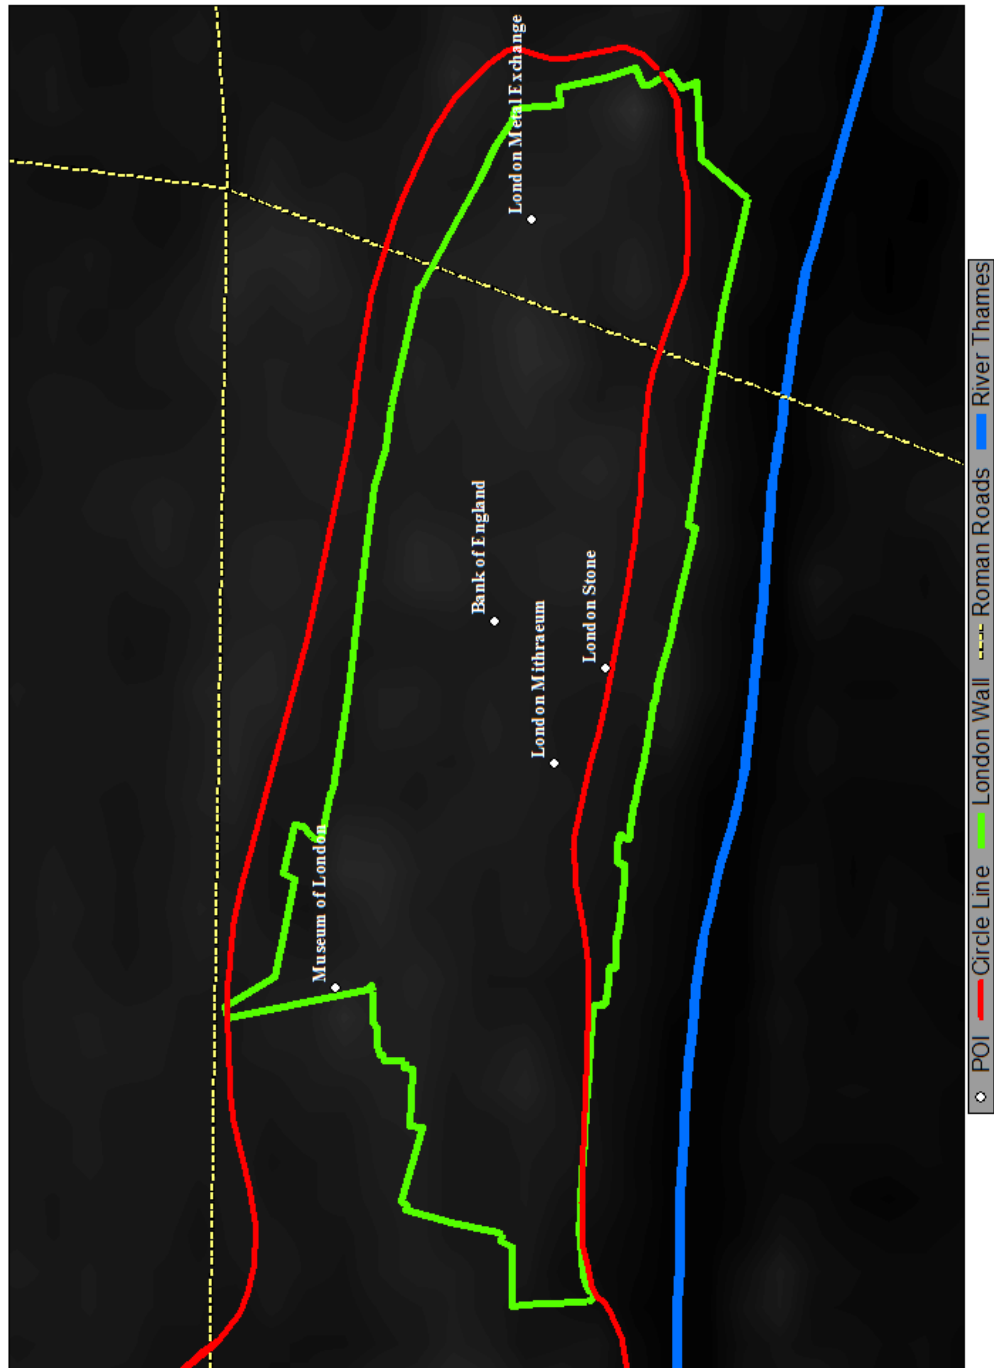 London Metal Exchange
Bank of England
London Stone
London Mithraeum
Museum of London
POI Circle Line London Wall Roman Roads River Thames